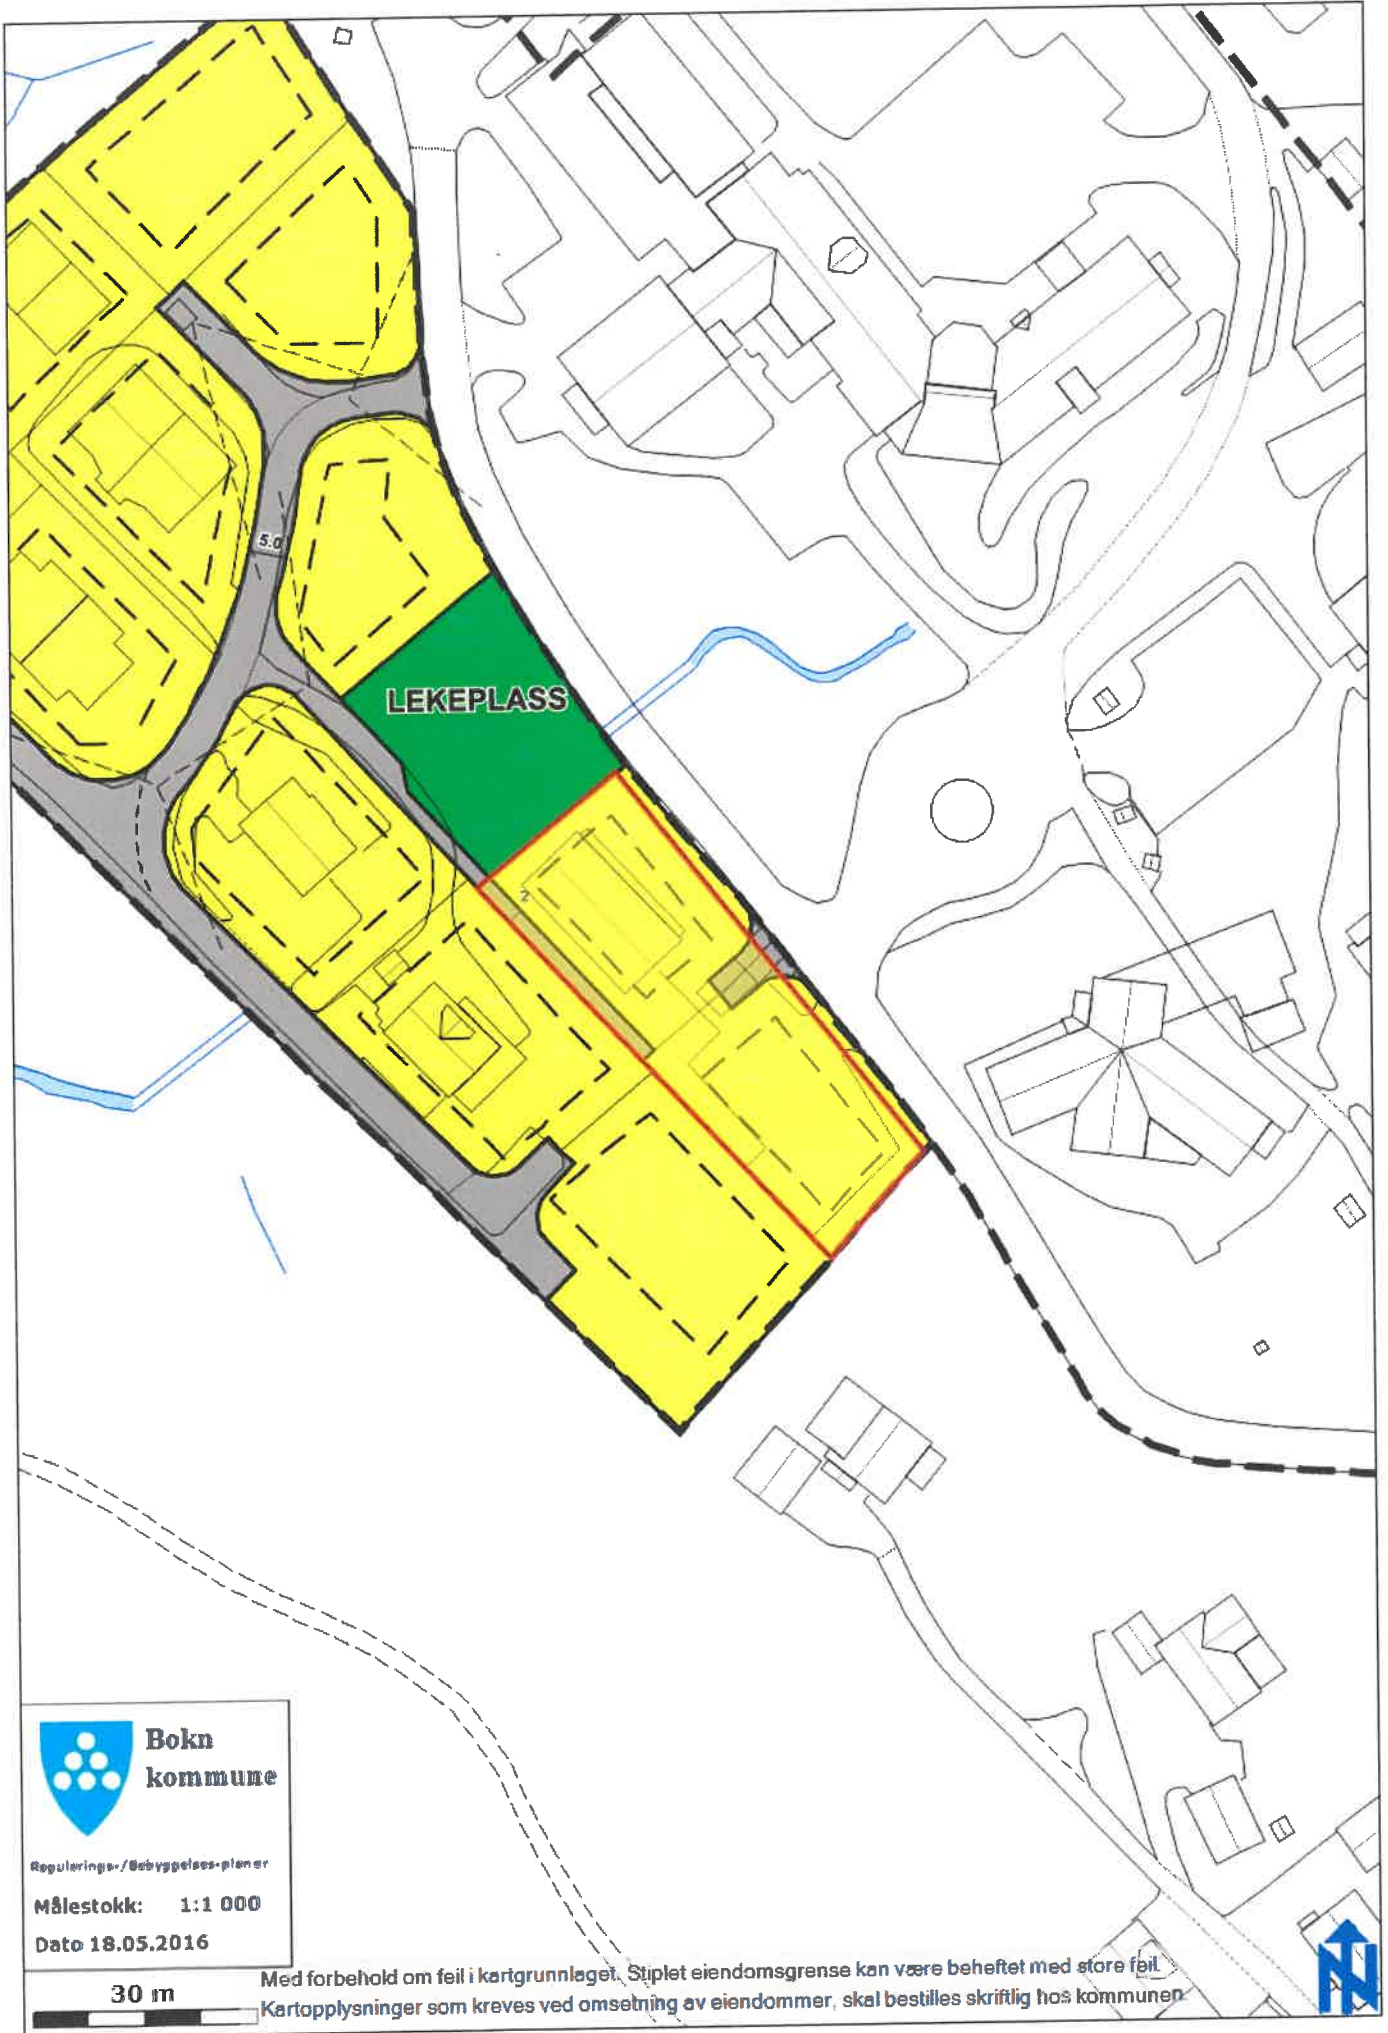 5.0
LEKEPLASS
2
Bokn
kommune
Regulerings-/Bebyggelses-planer
Målestokk: 1:1 000
Dato 18.05.2016
30 m
Med forbehold om feil i kartgrunnlaget. Stiplet eiendomsgrense kan være beheftet med store feil.
Kartopplysninger som kreves ved omsetning av eiendommer, skal bestilles skriftlig hos kommunen.
N